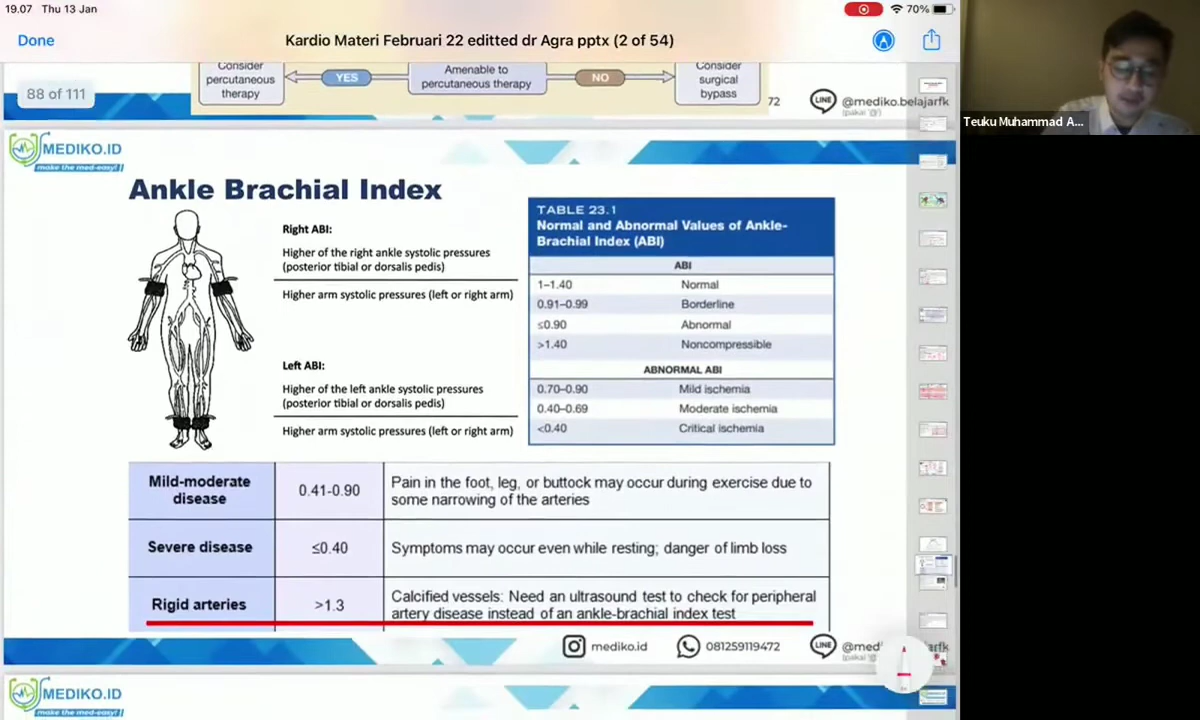 19.07 Thu 13 Jan
70%
Done
Kardio Materi Februari 22 editted dr Agra pptx (2 of 54)
88 of 111
Consider
percutaneous
therapy
YES
Amenable to
percutaneous therapy
NO
Consider
surgical
bypass
72
LINE
@mediko.belajarfk
(pakai '@')
Teuku Muhammad A...
MEDIKO.ID
make the med-easy!
Ankle Brachial Index
Right ABI:
Higher of the right ankle systolic pressures
(posterior tibial or dorsalis pedis)
Higher arm systolic pressures (left or right arm)
Left ABI:
Higher of the left ankle systolic pressures
(posterior tibial or dorsalis pedis)
Higher arm systolic pressures (left or right arm)
TABLE 23.1
Normal and Abnormal Values of Ankle-
Brachial Index (ABI)
ABI
1–1.40 Normal
0.91–0.99 Borderline
≤0.90 Abnormal
>1.40 Noncompressible
ABNORMAL ABI
0.70–0.90 Mild ischemia
0.40–0.69 Moderate ischemia
<0.40 Critical ischemia
Mild-moderate
disease
0.41-0.90
Pain in the foot, leg, or buttock may occur during exercise due to
some narrowing of the arteries
Severe disease
≤0.40
Symptoms may occur even while resting; danger of limb loss
Rigid arteries
>1.3
Calcified vessels: Need an ultrasound test to check for peripheral
artery disease instead of an ankle-brachial index test
mediko.id
081259119472
LINE
@med
(pakai '@
MEDIKO.ID
make the med-easy!